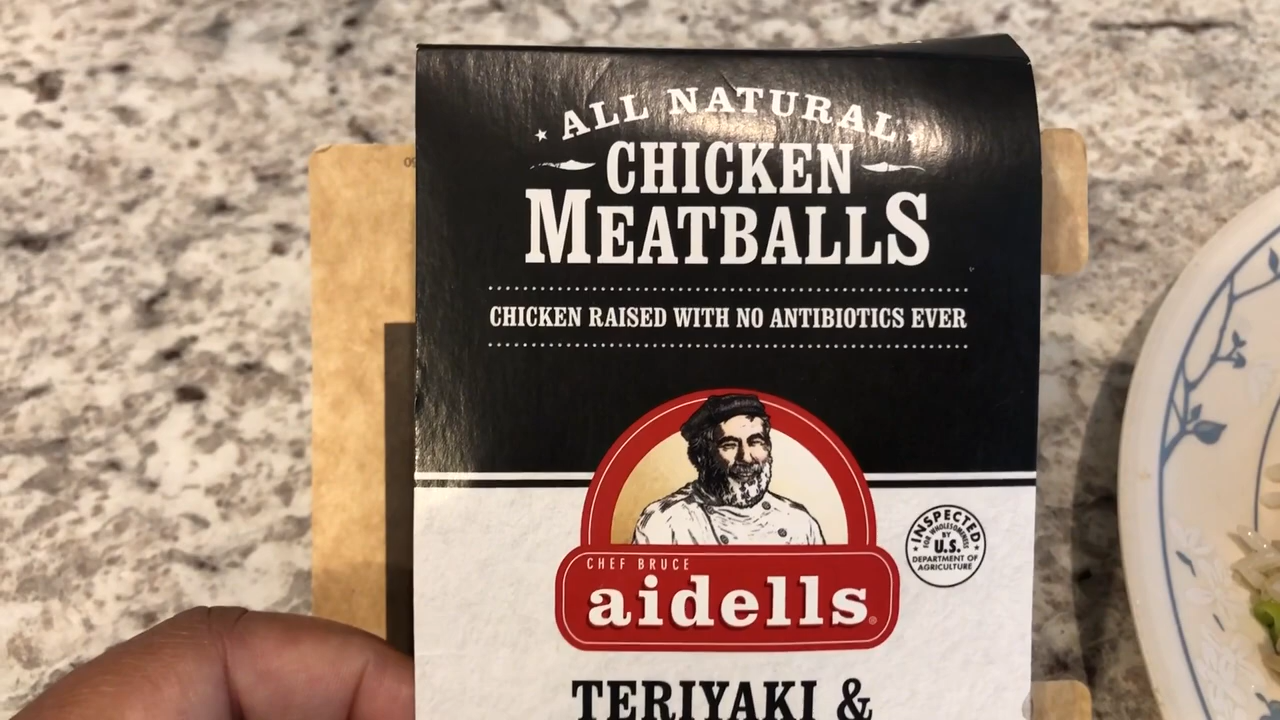 ALL NATURAL
CHICKEN
MEATBALLS
CHICKEN RAISED WITH NO ANTIBIOTICS EVER
CHEF BRUCE
aidells®
INSPECTED
FOR WHOLESOMENESS
BY
U.S.
DEPARTMENT OF
AGRICULTURE
TERIYAKI &